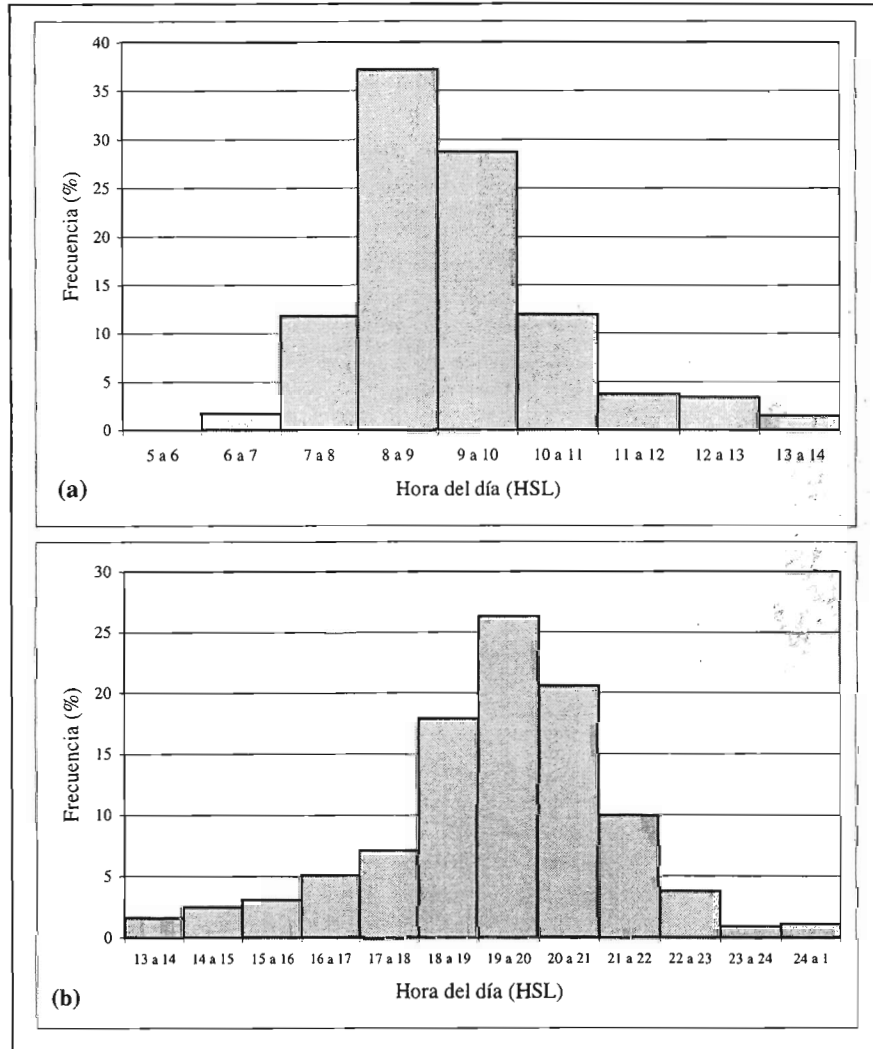 40
35
30
25
20
15
10
5
0
Frecuencia (%)
5 a 6 6 a 7 7 a 8 8 a 9 9 a 10 10 a 11 11 a 12 12 a 13 13 a 14
(a)
Hora del día (HSL)
30
25
20
15
10
5
0
Frecuencia (%)
13 a 14 14 a 15 15 a 16 16 a 17 17 a 18 18 a 19 19 a 20 20 a 21 21 a 22 22 a 23 23 a 24 24 a 1
(b)
Hora del día (HSL)